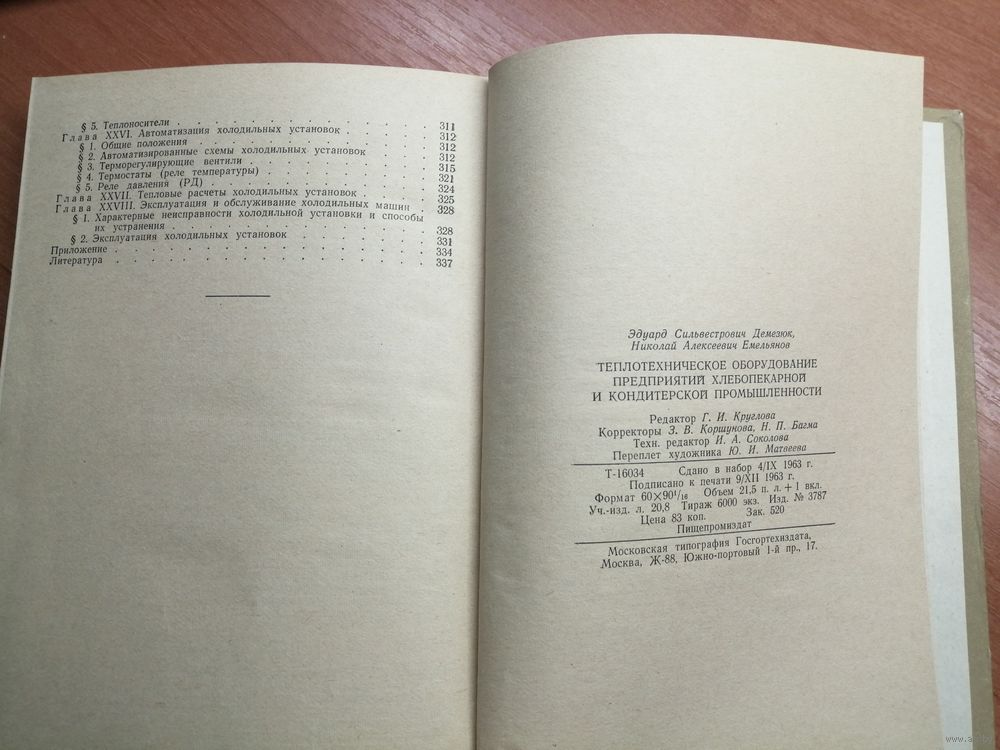 § 5. Теплоносители . . . . . . . . . . . . 311
Глава XXVI. Автоматизация холодильных установок . . . . 312
§ 1. Общие положения . . . . . . . . . . . 312
§ 2. Автоматизированные схемы холодильных установок . . . 312
§ 3. Терморегулирующие вентили . . . . . . . . . 315
§ 4. Термостаты (реле температуры) . . . . . . . . 321
§ 5. Реле давления (РД) . . . . . . . . . . . 324
Глава XXVII. Тепловые расчеты холодильных установок . . . 325
Глава XXVIII. Эксплуатация и обслуживание холодильных машин . 328
§ 1. Характерные неисправности холодильной установки и способы
их устранения . . . . . . . . . . . . . 328
§ 2. Эксплуатация холодильных установок . . . . . . 331
Приложение . . . . . . . . . . . . . . . 334
Литература . . . . . . . . . . . . . . . 337
Эдуард Сильвестрович Демезюк,
Николай Алексеевич Емельянов
ТЕПЛОТЕХНИЧЕСКОЕ ОБОРУДОВАНИЕ
ПРЕДПРИЯТИЙ ХЛЕБОПЕКАРНОЙ
И КОНДИТЕРСКОЙ ПРОМЫШЛЕННОСТИ
Редактор Г. И. Круглова
Корректоры З. В. Коршунова, Н. П. Багма
Техн. редактор И. А. Соколова
Переплет художника Ю. И. Матвеева
Т-16034 Сдано в набор 4/IX 1963 г.
Подписано к печати 9/XII 1963 г.
Формат 60×90 1/16 Объем 21,5 п. л. + 1 вкл.
Уч.-изд. л. 20,8 Тираж 6000 экз. Изд. № 3787
Цена 83 коп. Зак. 520
Пищепромиздат
Московская типография Госгортехиздата,
Москва, Ж-88, Южно-портовый 1-й пр., 17.